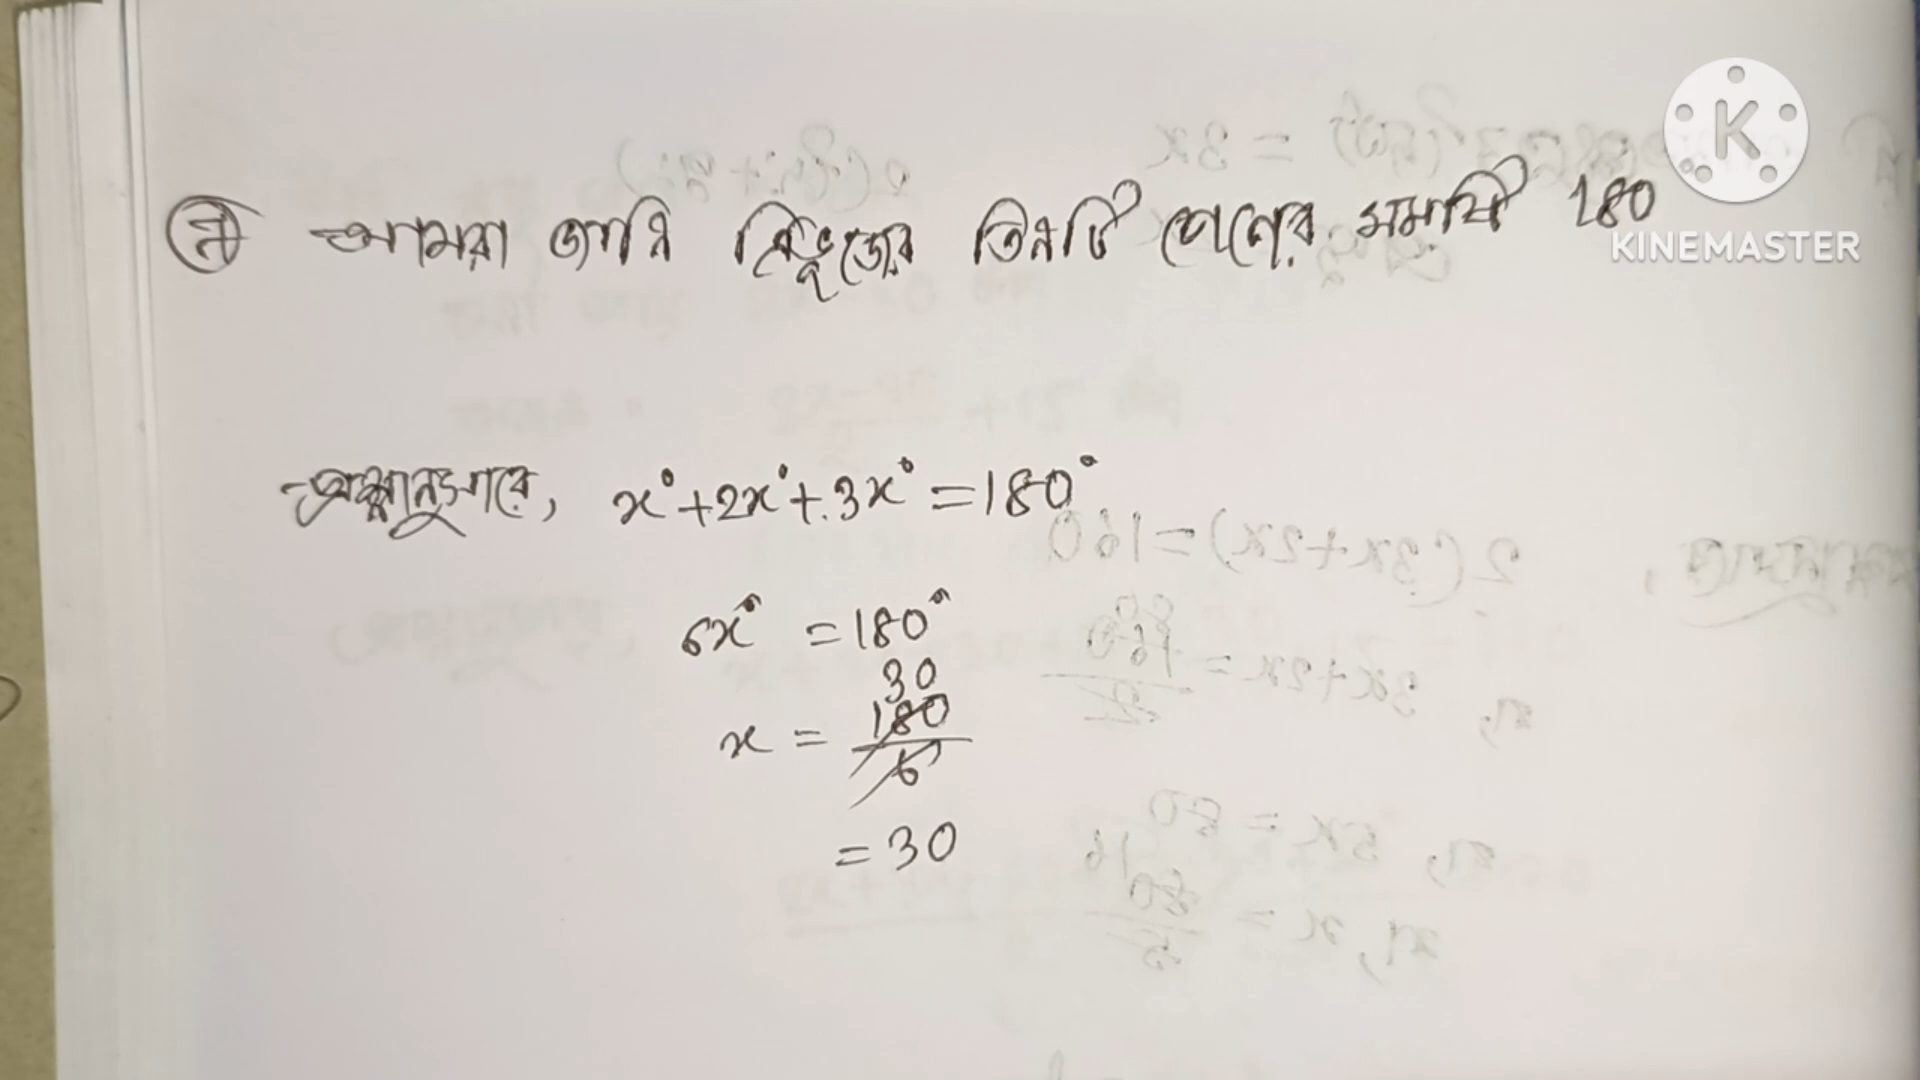 ন আমরা জানি ত্রিভুজের তিনটি কোণের সমষ্টি 180
KINEMASTER
প্রশ্নানুসারে, x° + 2x° + 3x° = 180°
6x° = 180°
30
x = 180/6
= 30